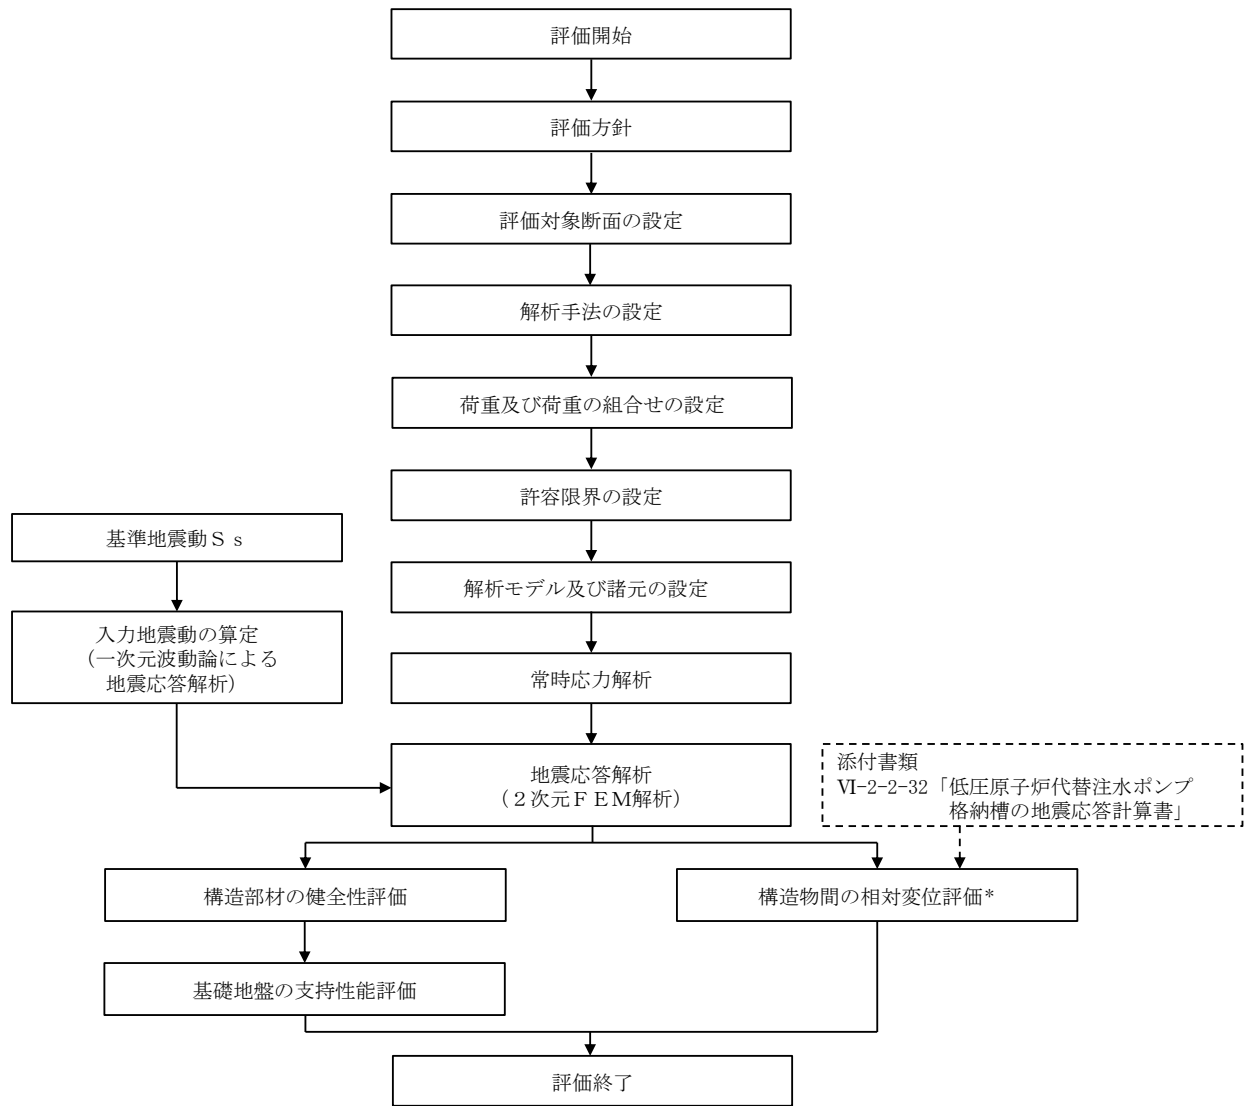 評価開始
評価方針
評価対象断面の設定
解析手法の設定
荷重及び荷重の組合せの設定
許容限界の設定
基準地震動Ｓｓ
解析モデル及び諸元の設定
入力地震動の算定
（一次元波動論による
地震応答解析）
常時応力解析
地震応答解析
（２次元ＦＥＭ解析）
添付書類
Ⅵ-2-2-32「低圧原子炉代替注水ポンプ
格納槽の地震応答計算書」
構造部材の健全性評価
構造物間の相対変位評価*
基礎地盤の支持性能評価
評価終了